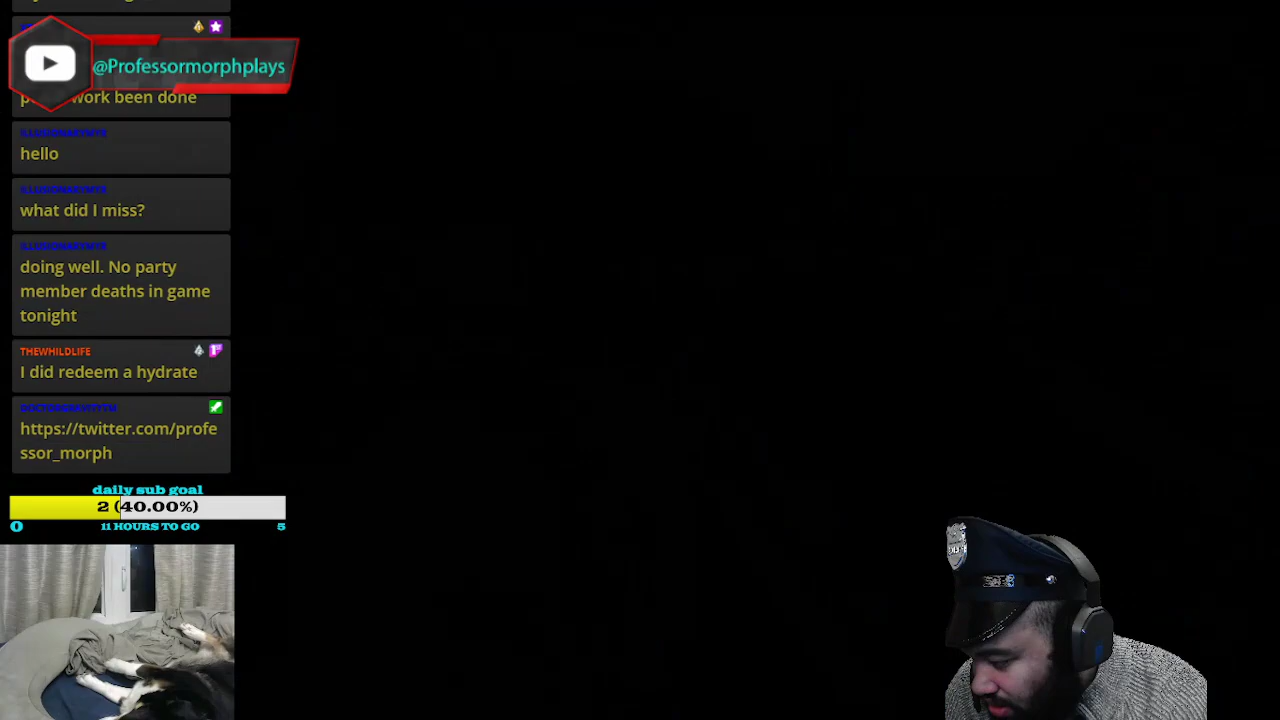 @Professormorphplays
work been done
hello
what did I miss?
doing well. No party
member deaths in game
tonight
THEWHILDLIFE
I did redeem a hydrate
https://twitter.com/profe
ssor_morph
daily sub goal
2 (40.00%)
0 11 HOURS TO GO 5